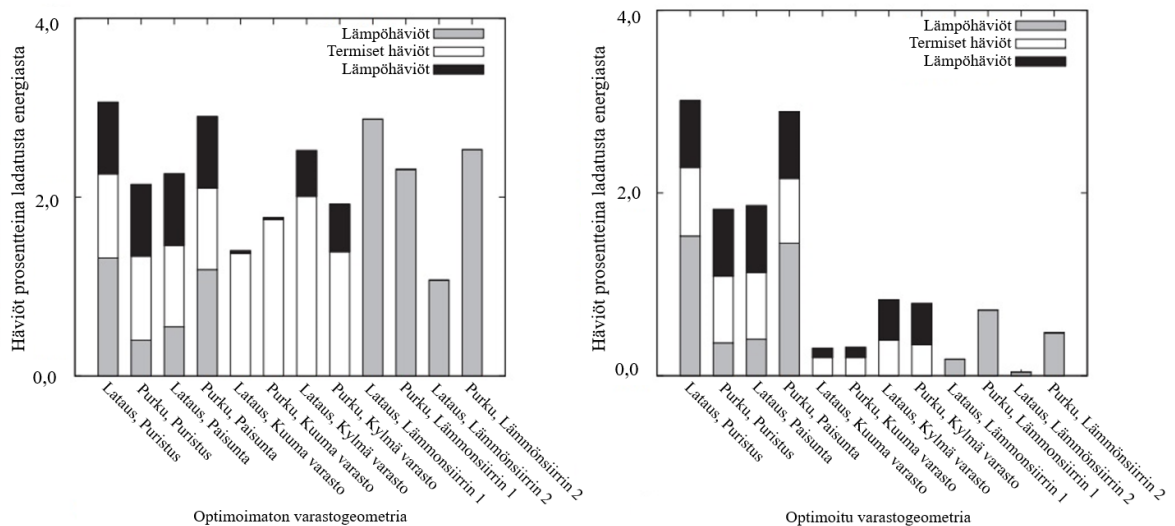 Häviöt prosentteina ladatusta energiasta
4,0
2,0
0,0
Lämpöhäviöt
Termiset häviöt
Lämpöhäviöt
Lataus, Puristus
Purku, Puristus
Lataus, Paisunta
Purku, Paisunta
Lataus, Kuuma varasto
Purku, Kuuma varasto
Lataus, Kylmä varasto
Purku, Kylmä varasto
Lataus, Lämmonsiirrin 1
Purku, Lämmönsiirrin 1
Lataus, Lämmönsiirrin 2
Purku, Lämmönsiirrin 2
Optimoimaton varastogeometria
Häviöt prosentteina ladatusta energiasta
4,0
2,0
0,0
Lämpöhäviöt
Termiset häviöt
Lämpöhäviöt
Lataus, Puristus
Purku, Puristus
Lataus, Paisunta
Purku, Paisunta
Lataus, Kuuma varasto
Purku, Kuuma varasto
Lataus, Kylmä varasto
Purku, Kylmä varasto
Lataus, Lämmonsiirrin 1
Purku, Lämmönsiirrin 1
Lataus, Lämmönsiirrin 2
Purku, Lämmönsiirrin 2
Optimoitu varastogeometria